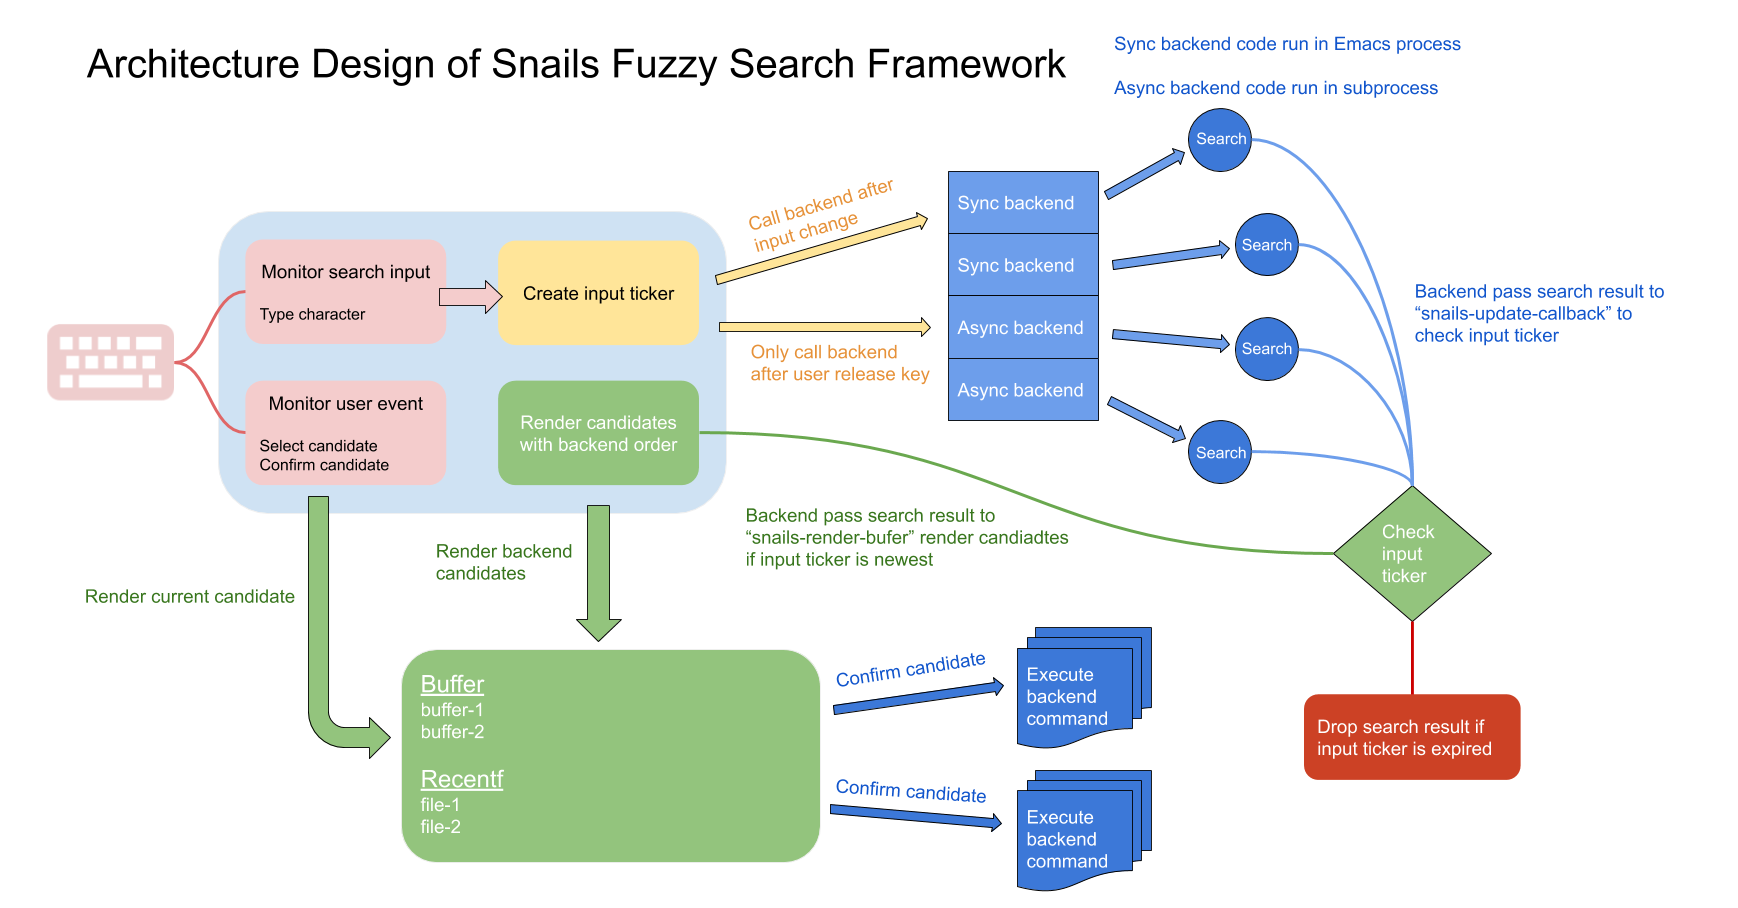 Architecture Design of Snails Fuzzy Search Framework
Sync backend code run in Emacs process
Async backend code run in subprocess
Monitor search input
Type character
Create input ticker
Monitor user event
Select candidate
Confirm candidate
Render candidates
with backend order
Call backend after
input change
Only call backend
after user release key
Sync backend
Sync backend
Async backend
Async backend
Search
Search
Search
Search
Backend pass search result to
“snails-update-callback” to
check input ticker
Check
input
ticker
Backend pass search result to
“snails-render-bufer” render candiadtes
if input ticker is newest
Drop search result if
input ticker is expired
Render backend
candidates
Render current candidate
Buffer
buffer-1
buffer-2
Recentf
file-1
file-2
Confirm candidate
Execute
backend
command
Confirm candidate
Execute
backend
command